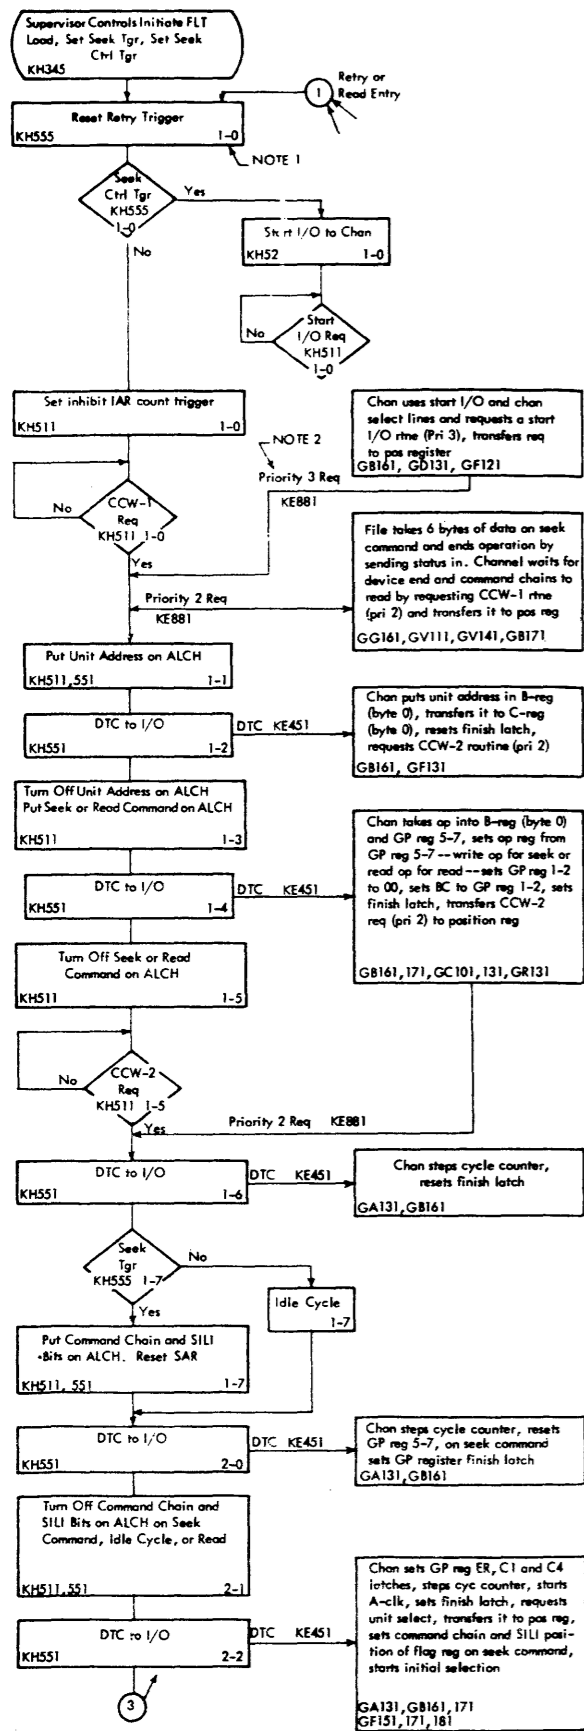 Supervisor Controls Initiate FLT
Load, Set Seek Tgr, Set Seek
Ctrl Tgr
KH345
1
Retry or
Read Entry
Reset Retry Trigger
KH555 1-0
NOTE 1
Seek
Ctrl Tgr
KH555
1-0
Yes
No
Start I/O to Chan
KH52 1-0
Start
I/O Req
KH511
1-0
No
Set inhibit IAR count trigger
KH511 1-0
NOTE 2
Chan uses start I/O and chan
select lines and requests a start
I/O rtne (Pri 3), transfers req
to pos register
GB161, GD131, GF121
Priority 3 Req
KE881
CCW-1
Req
KH511 1-0
No
Yes
File takes 6 bytes of data on seek
command and ends operation by
sending status in. Channel waits for
device end and command chains to
read by requesting CCW-1 rtne
(pri 2) and transfers it to pos reg
GG161, GV111, GV141, GB171
Priority 2 Req
KE881
Put Unit Address on ALCH
KH511,551 1-1
DTC to I/O
KH551 1-2
DTC KE451
Chan puts unit address in B-reg
(byte 0), transfers it to C-reg
(byte 0), resets finish latch,
requests CCW-2 routine (pri 2)
GB161, GF131
Turn Off Unit Address on ALCH
Put Seek or Read Command on ALCH
KH511 1-3
DTC to I/O
KH551 1-4
DTC KE451
Chan takes op into B-reg (byte 0)
and GP reg 5-7, sets op reg from
GP reg 5-7 --write op for seek or
read op for read--sets GP reg 1-2
to 00, sets BC to GP reg 1-2, sets
finish latch, transfers CCW-2
req (pri 2) to position reg
GB161,171,GC101,131,GR131
Turn Off Seek or Read
Command on ALCH
KH511 1-5
CCW-2
Req
KH511 1-5
No
Yes
Priority 2 Req KE881
DTC to I/O
KH551 1-6
DTC KE451
Chan steps cycle counter,
resets finish latch
GA131,GB161
Seek
Tgr
KH555 1-7
No
Yes
Idle Cycle
1-7
Put Command Chain and SILI
Bits on ALCH. Reset SAR
KH511, 551 1-7
DTC to I/O
KH551 2-0
DTC KE451
Chan steps cycle counter, resets
GP reg 5-7, on seek command
sets GP register finish latch
GA131,GB161
Turn Off Command Chain and
SILI Bits on ALCH on Seek
Command, Idle Cycle, or Read
KH511,551 2-1
DTC to I/O
KH551 2-2
DTC KE451
Chan sets GP reg ER, C1 and C4
latches, steps cyc counter, starts
A-clk, sets finish latch, requests
unit select, transfers it to pos reg,
sets command chain and SILI posi-
tion of flag reg on seek command,
starts initial selection
GA131,GB161, 171
GF151,171,181
3